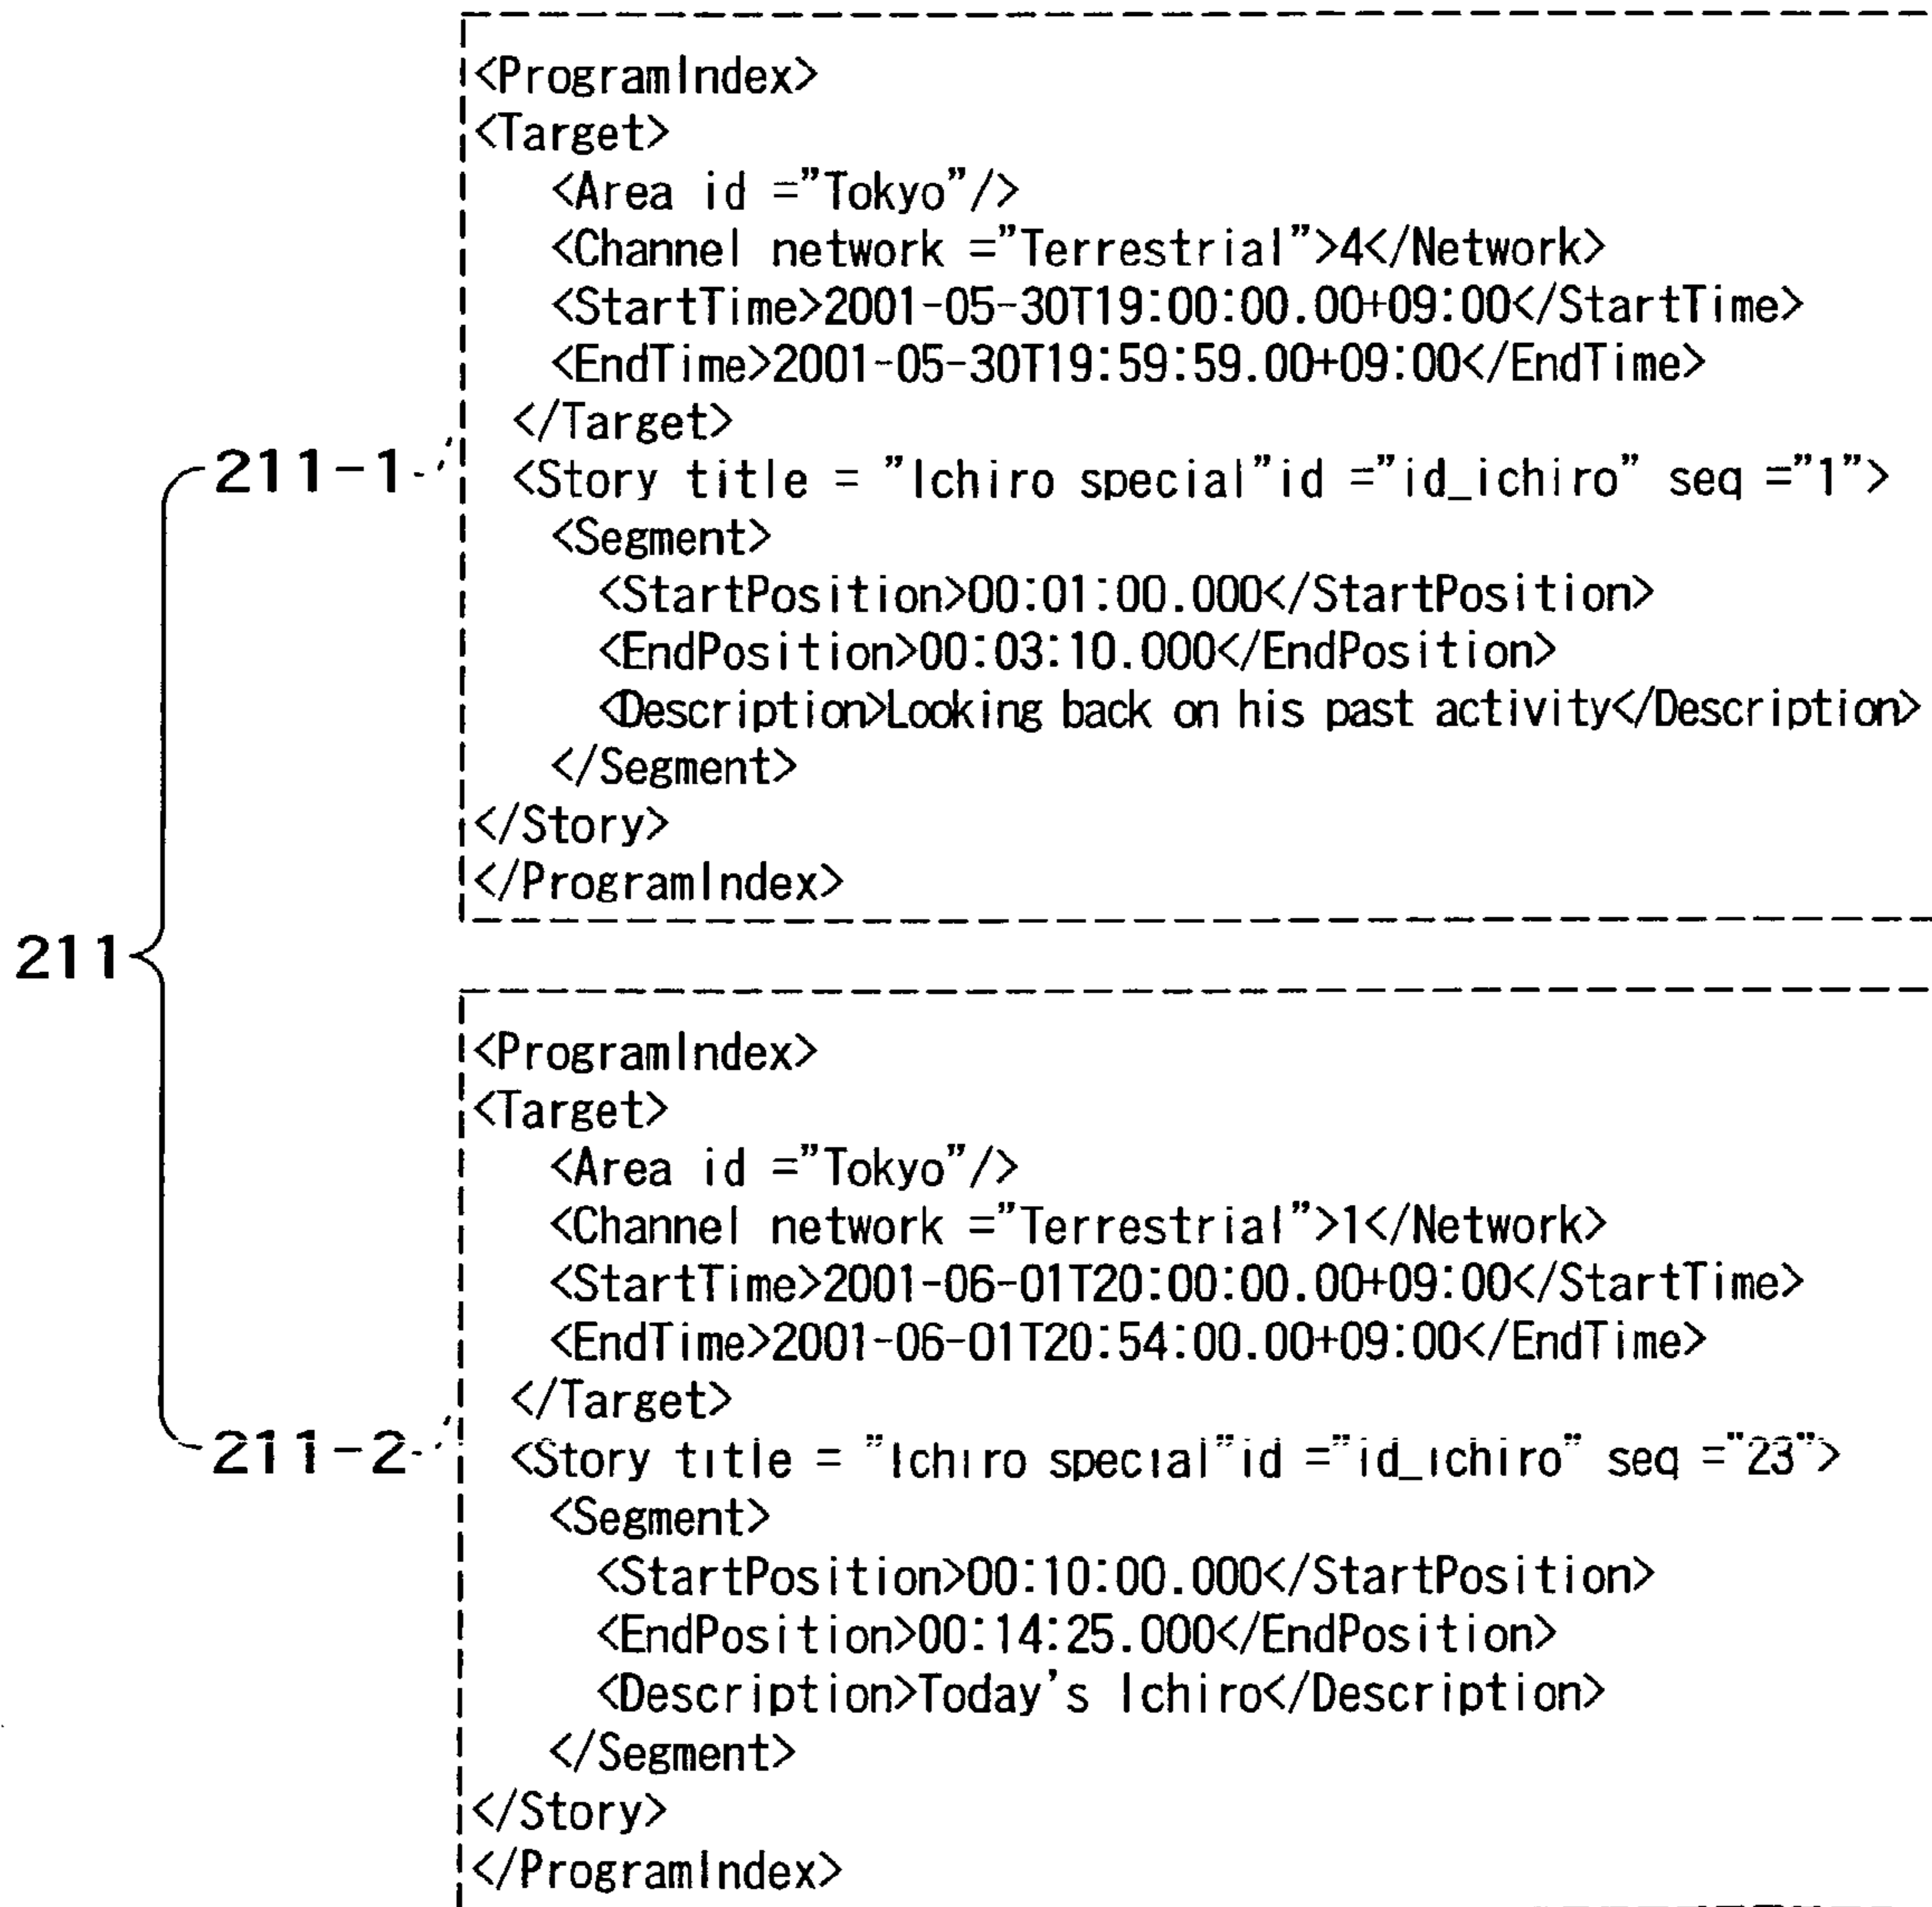 <ProgramIndex>
<Target>
<Area id =”Tokyo”/>
<Channel network =”Terrestrial”>4</Network>
<StartTime>2001-05-30T19:00:00.00+09:00</StartTime>
<EndTime>2001-05-30T19:59:59.00+09:00</EndTime>
</Target>
211-1
<Story title = "Ichiro special"id =”id_ichiro” seq =”1”>
<Segment>
<StartPosition>00:01:00.000</StartPosition>
<EndPosition>00:03:10.000</EndPosition>
<Description>Looking back on his past activity</Description>
</Segment>
</Story>
</ProgramIndex>
211
<ProgramIndex>
<Target>
<Area id =”Tokyo”/>
<Channel network =”Terrestrial”>1</Network>
<StartTime>2001-06-01T20:00:00.00+09:00</StartTime>
<EndTime>2001-06-01T20:54:00.00+09:00</EndTime>
</Target>
211-2
<Story title = "Ichiro special"id =”id_ichiro” seq =”23”>
<Segment>
<StartPosition>00:10:00.000</StartPosition>
<EndPosition>00:14:25.000</EndPosition>
<Description>Today’s Ichiro</Description>
</Segment>
</Story>
</ProgramIndex>